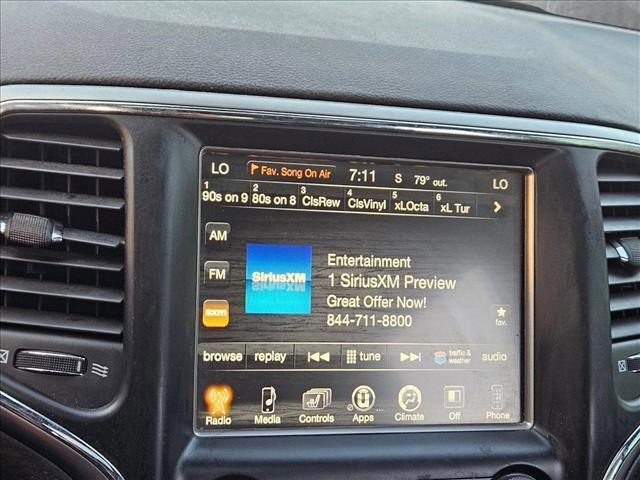 LO Fav. Song On Air 7:11 S 79° out. LO
1 2 3 4 5 6
90s on 9 80s on 8 ClsRew ClsVinyl xLOcta xL Tur
AM
FM
sxm
SiriusXM
Entertainment
1 SiriusXM Preview
Great Offer Now!
844-711-8800
fav.
browse replay tune traffic & weather audio
Radio Media Controls Apps Climate Off Phone